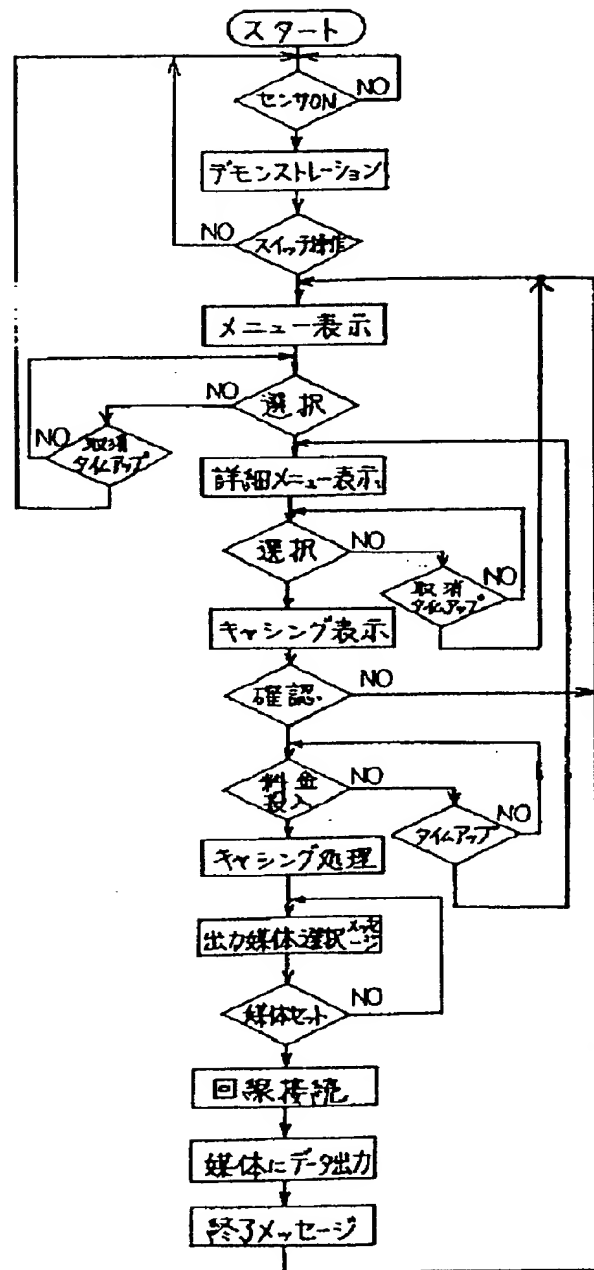 スタート
センサON
NO
デモンストレーション
NO
スイッチ操作
メニュー表示
NO
選択
NO
取消
タイムアップ
詳細メニュー表示
選択
NO
取消
タイムアップ
NO
キャシング表示
確認
NO
料金
投入
NO
タイムアップ
NO
キャシング処理
出力媒体選択メッセージ
媒体セット
NO
回線接続
媒体にデータ出力
終了メッセージ